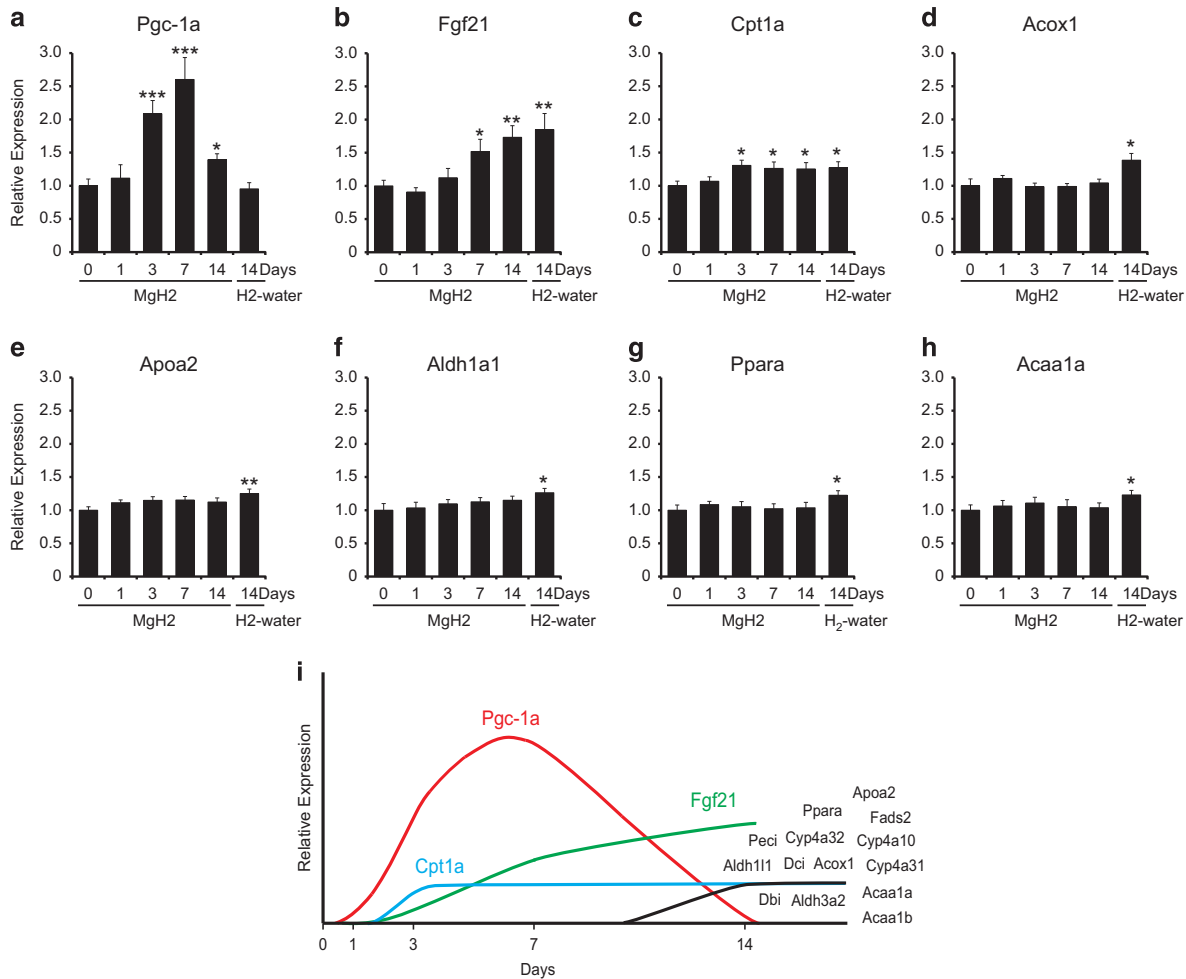 a
Pgc-1a
Relative Expression
3.0
2.5
2.0
1.5
1.0
0.5
0
***
***
*
0 1 3 7 14 14 Days
MgH2 H2-water
b
Fgf21
3.0
2.5
2.0
1.5
1.0
0.5
0
*
**
**
0 1 3 7 14 14 Days
MgH2 H2-water
c
Cpt1a
3.0
2.5
2.0
1.5
1.0
0.5
0
* * * *
0 1 3 7 14 14 Days
MgH2 H2-water
d
Acox1
3.0
2.5
2.0
1.5
1.0
0.5
0
*
0 1 3 7 14 14 Days
MgH2 H2-water
e
Apoa2
Relative Expression
3.0
2.5
2.0
1.5
1.0
0.5
0
**
0 1 3 7 14 14 Days
MgH2 H2-water
f
Aldh1a1
3.0
2.5
2.0
1.5
1.0
0.5
0
*
0 1 3 7 14 14 Days
MgH2 H2-water
g
Ppara
3.0
2.5
2.0
1.5
1.0
0.5
0
*
0 1 3 7 14 14 Days
MgH2 H₂-water
h
Acaa1a
3.0
2.5
2.0
1.5
1.0
0.5
0
*
0 1 3 7 14 14 Days
MgH2 H2-water
i
Relative Expression
Pgc-1a
Fgf21
Cpt1a
Apoa2
Ppara Fads2
Peci Cyp4a32 Cyp4a10
Aldh1l1 Dci Acox1 Cyp4a31
Dbi Aldh3a2 Acaa1a
Acaa1b
0 1 3 7 14
Days